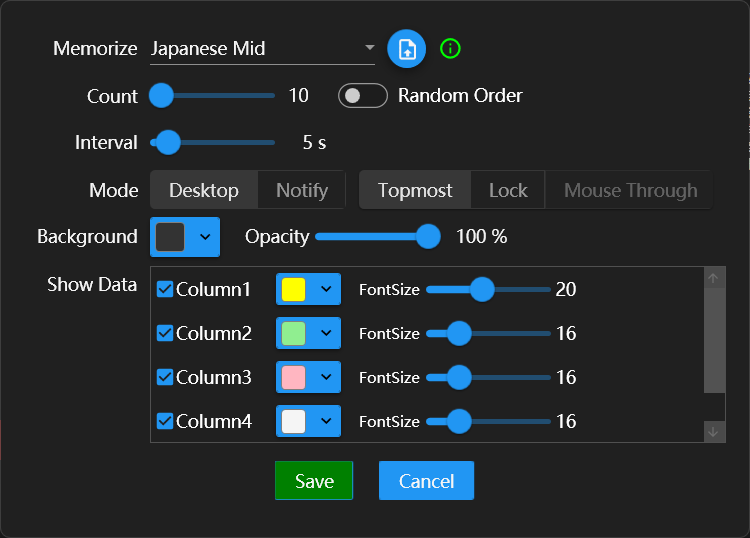 Memorize Japanese Mid
Count 10 Random Order
Interval 5 s
Mode Desktop Notify Topmost Lock Mouse Through
Background Opacity 100 %
Show Data Column1 FontSize 20
Column2 FontSize 16
Column3 FontSize 16
Column4 FontSize 16
Save Cancel